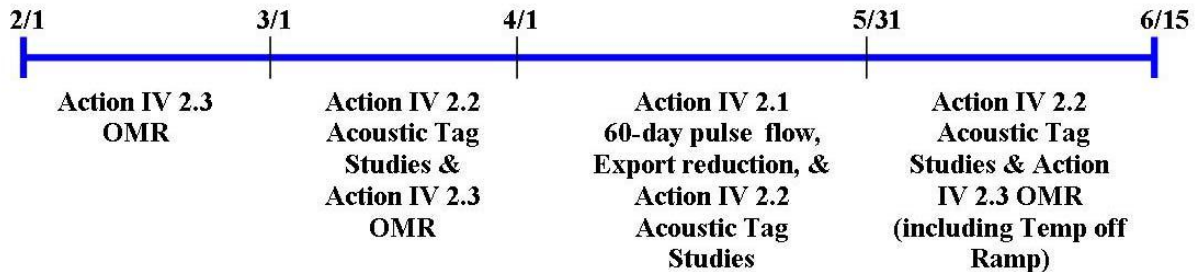 2/1 3/1 4/1 5/31 6/15
Action IV 2.3
OMR
Action IV 2.2
Acoustic Tag
Studies &
Action IV 2.3
OMR
Action IV 2.1
60-day pulse flow,
Export reduction, &
Action IV 2.2
Acoustic Tag
Studies
Action IV 2.2
Acoustic Tag
Studies & Action
IV 2.3 OMR
(including Temp off
Ramp)